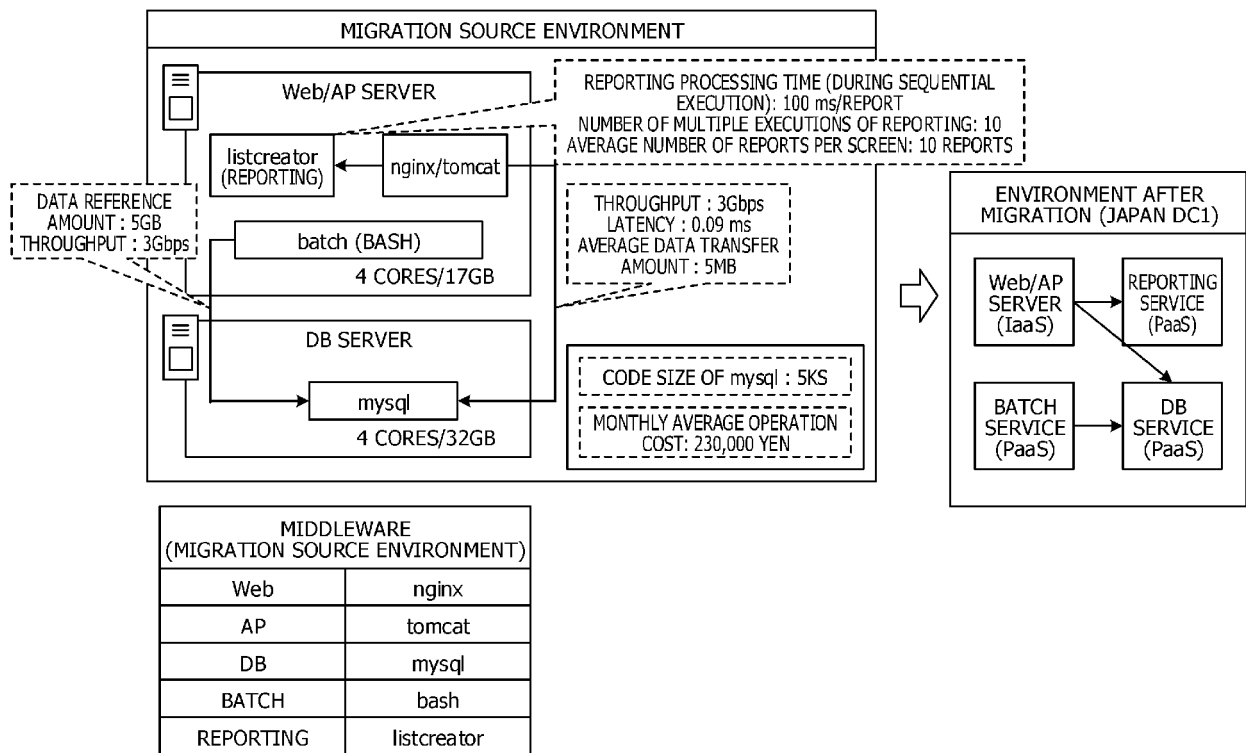 MIGRATION SOURCE ENVIRONMENT
Web/AP SERVER
REPORTING PROCESSING TIME (DURING SEQUENTIAL
EXECUTION): 100 ms/REPORT
NUMBER OF MULTIPLE EXECUTIONS OF REPORTING: 10
AVERAGE NUMBER OF REPORTS PER SCREEN: 10 REPORTS
listcreator
(REPORTING)
nginx/tomcat
DATA REFERENCE
AMOUNT : 5GB
THROUGHPUT : 3Gbps
batch (BASH)
4 CORES/17GB
THROUGHPUT : 3Gbps
LATENCY : 0.09 ms
AVERAGE DATA TRANSFER
AMOUNT : 5MB
DB SERVER
mysql
4 CORES/32GB
CODE SIZE OF mysql : 5KS
MONTHLY AVERAGE OPERATION
COST: 230,000 YEN
ENVIRONMENT AFTER
MIGRATION (JAPAN DC1)
Web/AP
SERVER
(IaaS)
REPORTING
SERVICE
(PaaS)
BATCH
SERVICE
(PaaS)
DB
SERVICE
(PaaS)
MIDDLEWARE
(MIGRATION SOURCE ENVIRONMENT)
Web nginx
AP tomcat
DB mysql
BATCH bash
REPORTING listcreator